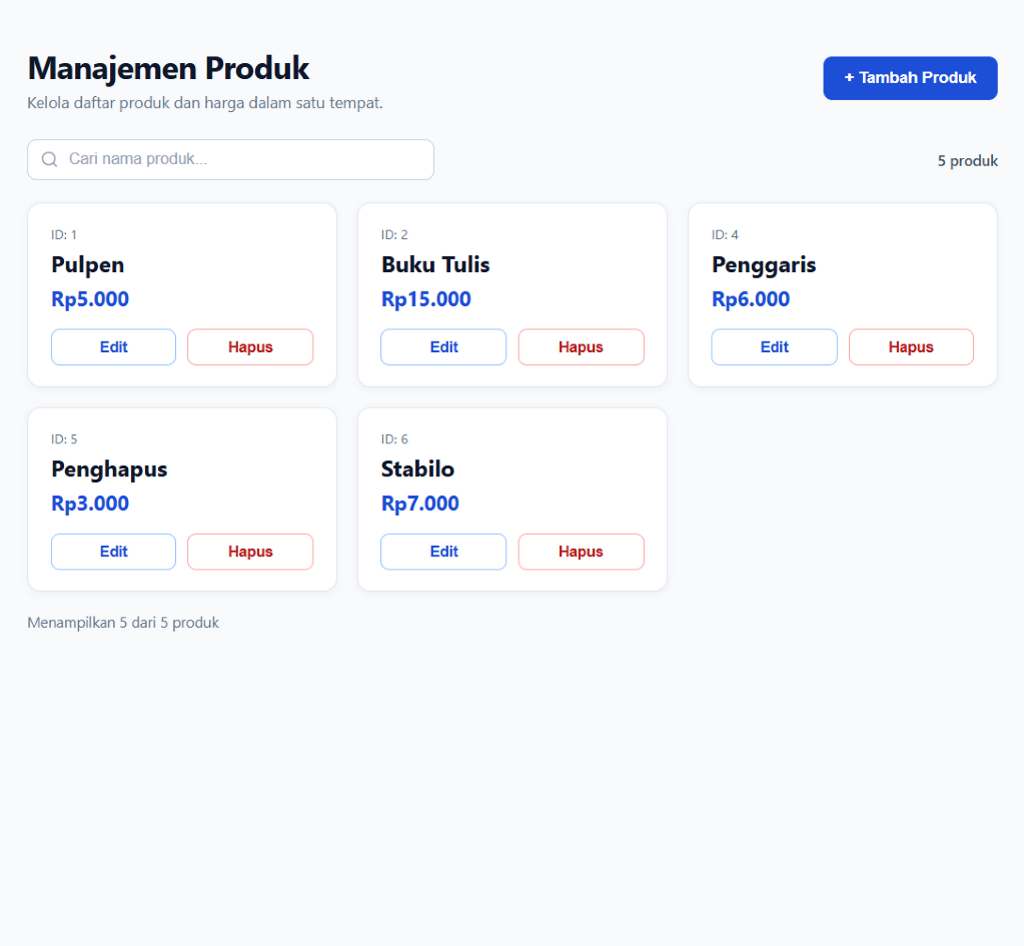 Manajemen Produk
Kelola daftar produk dan harga dalam satu tempat.
+ Tambah Produk
Cari nama produk...
5 produk
ID: 1
Pulpen
Rp5.000
Edit
Hapus
ID: 2
Buku Tulis
Rp15.000
Edit
Hapus
ID: 4
Penggaris
Rp6.000
Edit
Hapus
ID: 5
Penghapus
Rp3.000
Edit
Hapus
ID: 6
Stabilo
Rp7.000
Edit
Hapus
Menampilkan 5 dari 5 produk